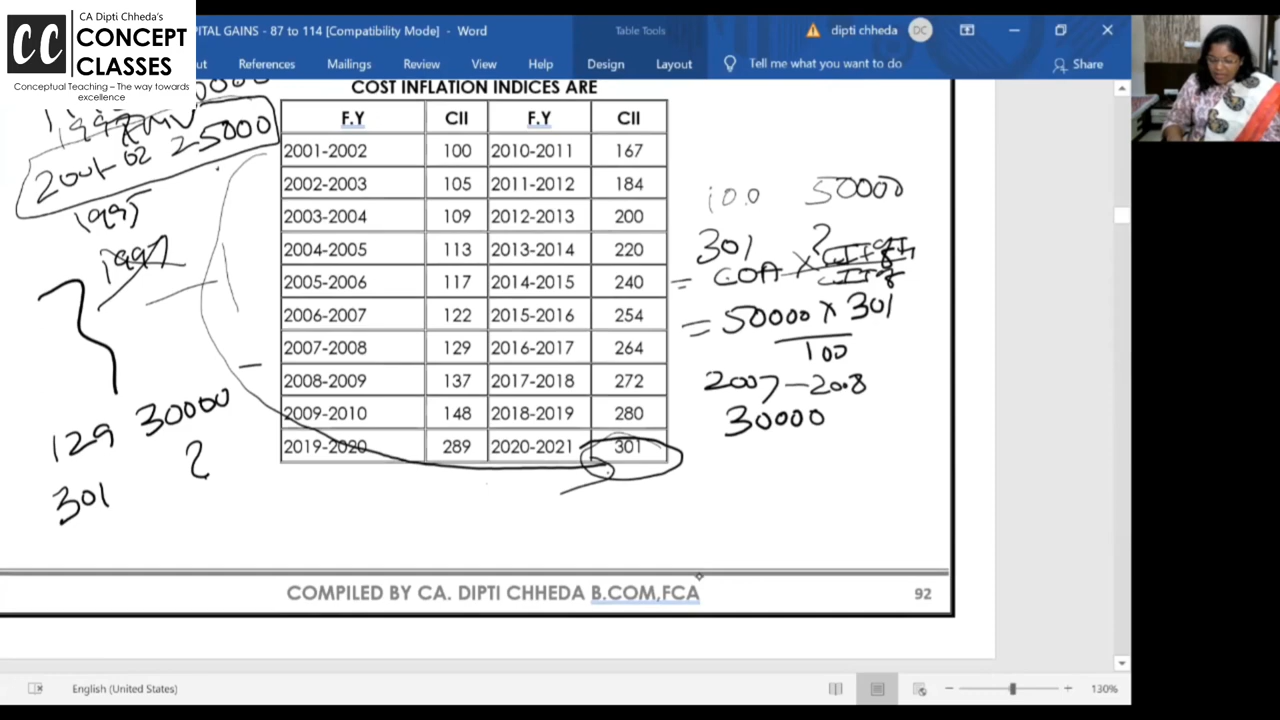 CA Dipti Chheda's
CC CONCEPT
CLASSES
Conceptual Teaching – The way towards
excellence
PITAL GAINS - 87 to 114 [Compatibility Mode] - Word
Table Tools
dipti chheda DC
out References Mailings Review View Help Design Layout Tell me what you want to do Share
COST INFLATION INDICES ARE
F.Y CII F.Y CII
2001-2002 100 2010-2011 167
2002-2003 105 2011-2012 184
2003-2004 109 2012-2013 200
2004-2005 113 2013-2014 220
2005-2006 117 2014-2015 240
2006-2007 122 2015-2016 254
2007-2008 129 2016-2017 264
2008-2009 137 2017-2018 272
2009-2010 148 2018-2019 280
2019-2020 289 2020-2021 301
2001-02 25000
1995
1997
129 30000
301 ?
100 50000
301 ?
= COA ×
= 50000 × 301
100
2007-2008
30000
COMPILED BY CA. DIPTI CHHEDA B.COM,FCA 92
English (United States) 130%